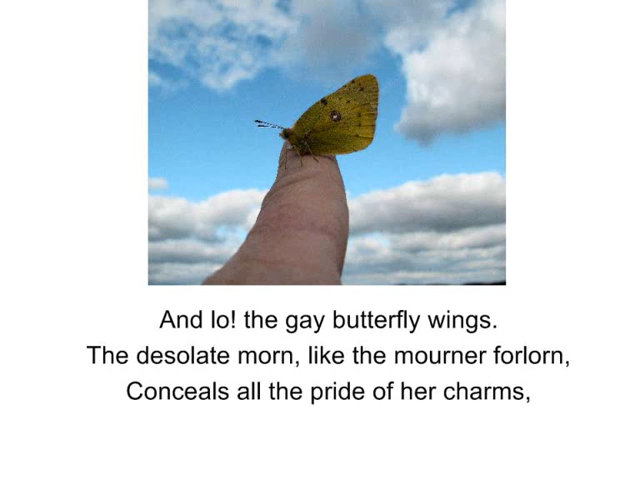 And lo! the gay butterfly wings.
The desolate morn, like the mourner forlorn,
Conceals all the pride of her charms,